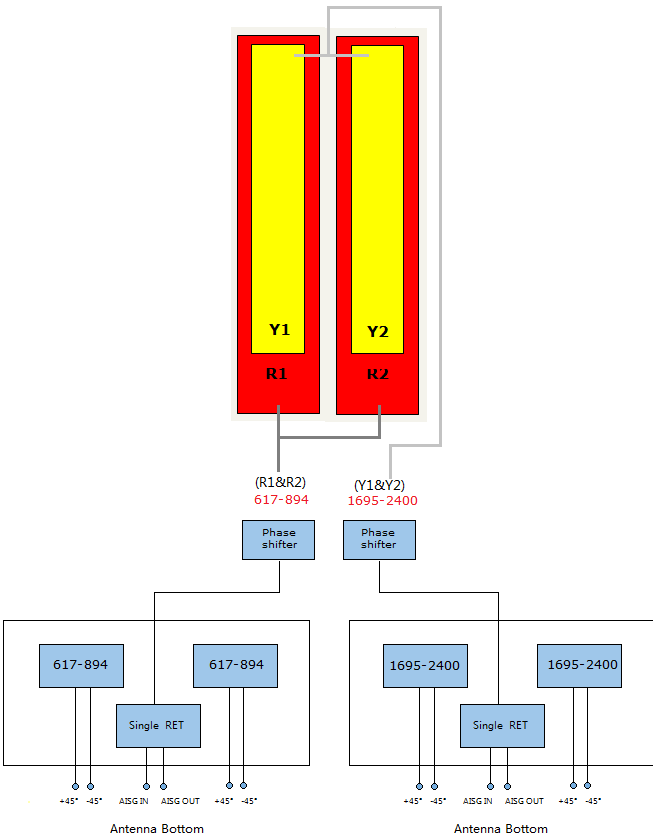 Y1
Y2
R1
R2
(R1&R2)
617-894
(Y1&Y2)
1695-2400
Phase
shifter
Phase
shifter
617-894
617-894
Single RET
+45° -45° AISG IN AISG OUT +45° -45°
Antenna Bottom
1695-2400
1695-2400
Single RET
+45° -45° AISG IN AISG OUT +45° -45°
Antenna Bottom